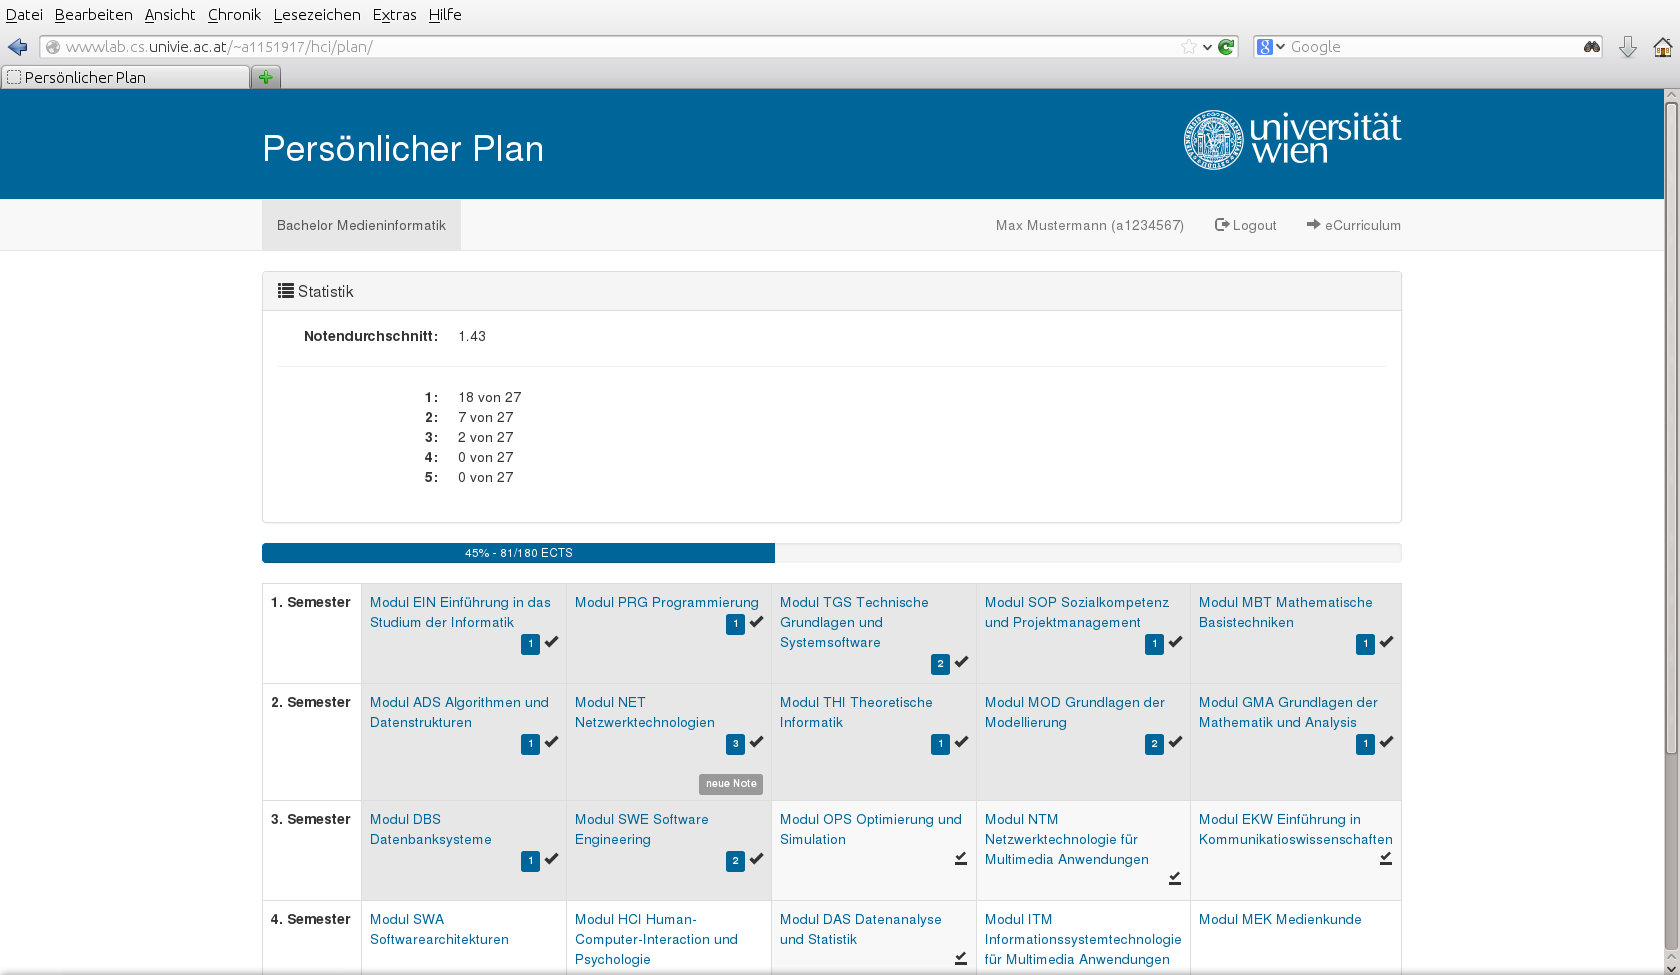 Datei Bearbeiten Ansicht Chronik Lesezeichen Extras Hilfe
wwwlab.cs.univie.ac.at/~a1151917/hci/plan/
8 Google
Persönlicher Plan
Persönlicher Plan
universität
wien
Bachelor Medieninformatik
Max Mustermann (a1234567) Logout eCurriculum
Statistik
Notendurchschnitt: 1.43
1: 18 von 27
2: 7 von 27
3: 2 von 27
4: 0 von 27
5: 0 von 27
45% - 81/180 ECTS
1. Semester
Modul EIN Einführung in das
Studium der Informatik
1
Modul PRG Programmierung
1
Modul TGS Technische
Grundlagen und
Systemsoftware
2
Modul SOP Sozialkompetenz
und Projektmanagement
1
Modul MBT Mathematische
Basistechniken
1
2. Semester
Modul ADS Algorithmen und
Datenstrukturen
1
Modul NET
Netzwerktechnologien
3
neue Note
Modul THI Theoretische
Informatik
1
Modul MOD Grundlagen der
Modellierung
2
Modul GMA Grundlagen der
Mathematik und Analysis
1
3. Semester
Modul DBS
Datenbanksysteme
1
Modul SWE Software
Engineering
2
Modul OPS Optimierung und
Simulation
Modul NTM
Netzwerktechnologie für
Multimedia Anwendungen
Modul EKW Einführung in
Kommunikatioswissenschaften
4. Semester
Modul SWA
Softwarearchitekturen
Modul HCI Human-
Computer-Interaction und
Psychologie
Modul DAS Datenanalyse
und Statistik
Modul ITM
Informationssystemtechnologie
für Multimedia Anwendungen
Modul MEK Medienkunde